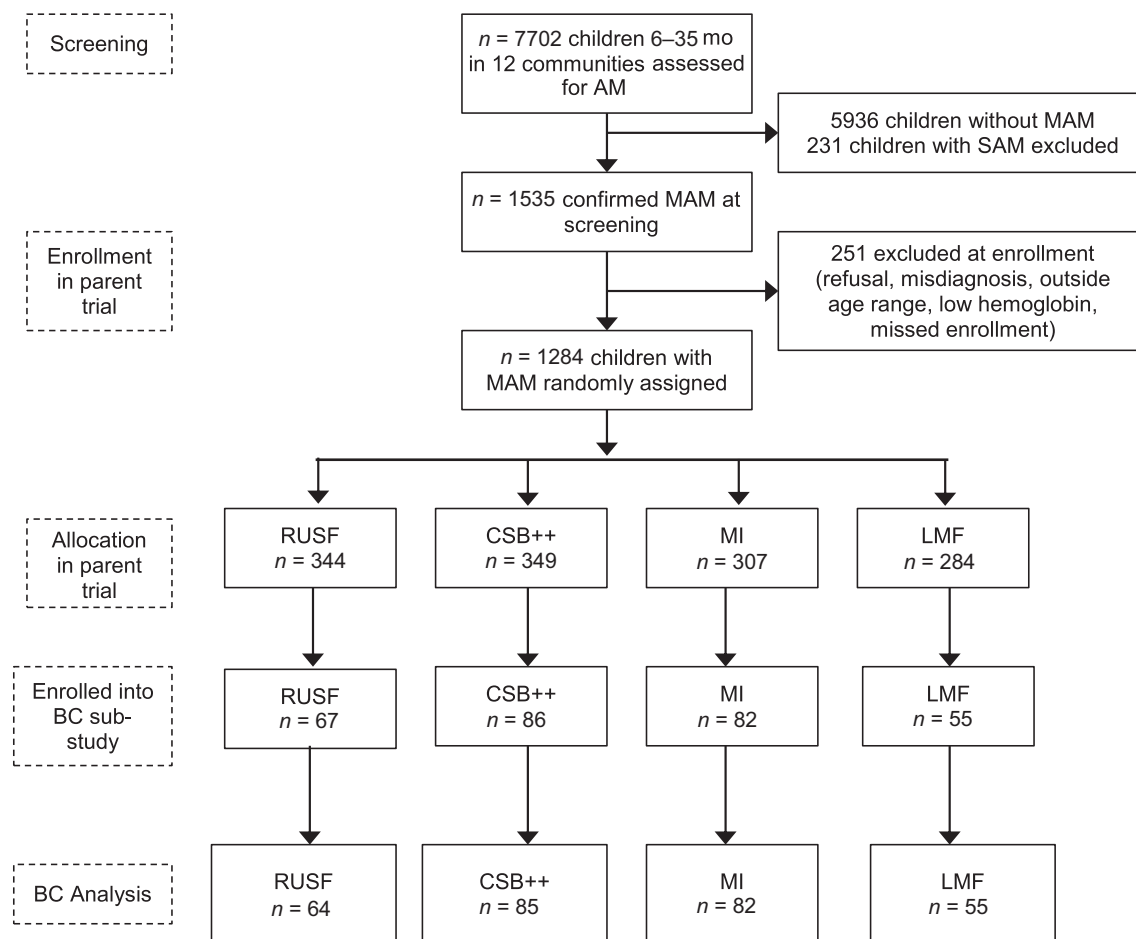 Screening
n = 7702 children 6–35 mo
in 12 communities assessed
for AM
5936 children without MAM
231 children with SAM excluded
n = 1535 confirmed MAM at
screening
Enrollment
in parent
trial
251 excluded at enrollment
(refusal, misdiagnosis, outside
age range, low hemoglobin,
missed enrollment)
n = 1284 children with
MAM randomly assigned
Allocation
in parent
trial
RUSF
n = 344
CSB++
n = 349
MI
n = 307
LMF
n = 284
Enrolled into
BC sub-
study
RUSF
n = 67
CSB++
n = 86
MI
n = 82
LMF
n = 55
BC Analysis
RUSF
n = 64
CSB++
n = 85
MI
n = 82
LMF
n = 55